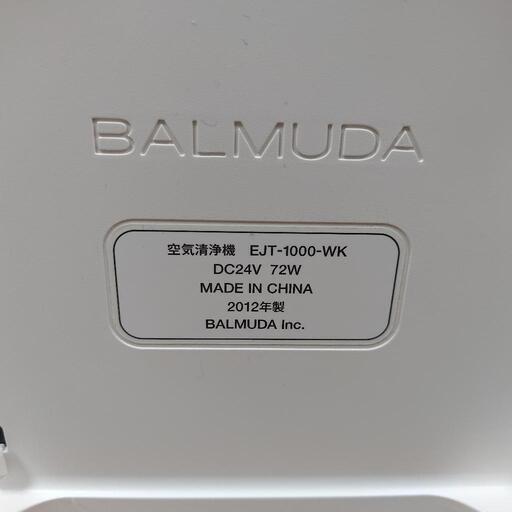 BALMUDA
空気清浄機 EJT-1000-WK
DC24V 72W
MADE IN CHINA
2012年製
BALMUDA Inc.